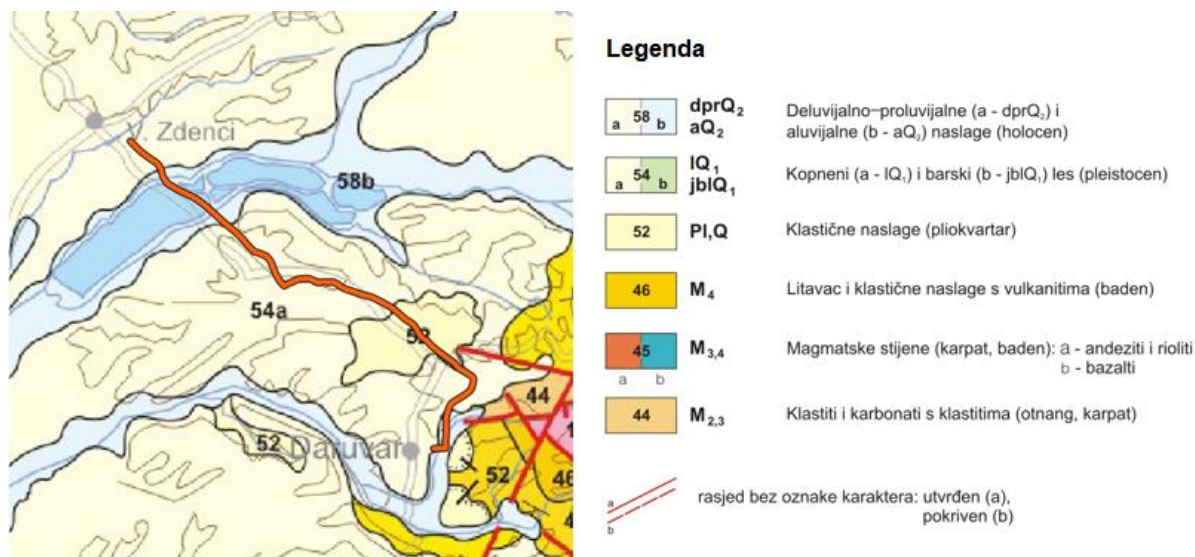 V. Zdenci
58b
54a
52
44
52
Daruvar
52
46
Legenda
a 58 b
dprQ₂
aQ₂
Deluvijalno–proluvijalne (a - dprQ₂) i
aluvijalne (b - aQ₂) naslage (holocen)
a 54 b
lQ₁
jblQ₁
Kopneni (a - lQ₁) i barski (b - jblQ₁) les (pleistocen)
52
Pl,Q
Klastične naslage (pliokvartar)
46
M₄
Litavac i klastične naslage s vulkanitima (baden)
45
a b
M₃,₄
Magmatske stijene (karpat, baden): a - andeziti i rioliti
b - bazalti
44
M₂,₃
Klastiti i karbonati s klastitima (otnang, karpat)
a
b
rasjed bez oznake karaktera: utvrđen (a),
pokriven (b)